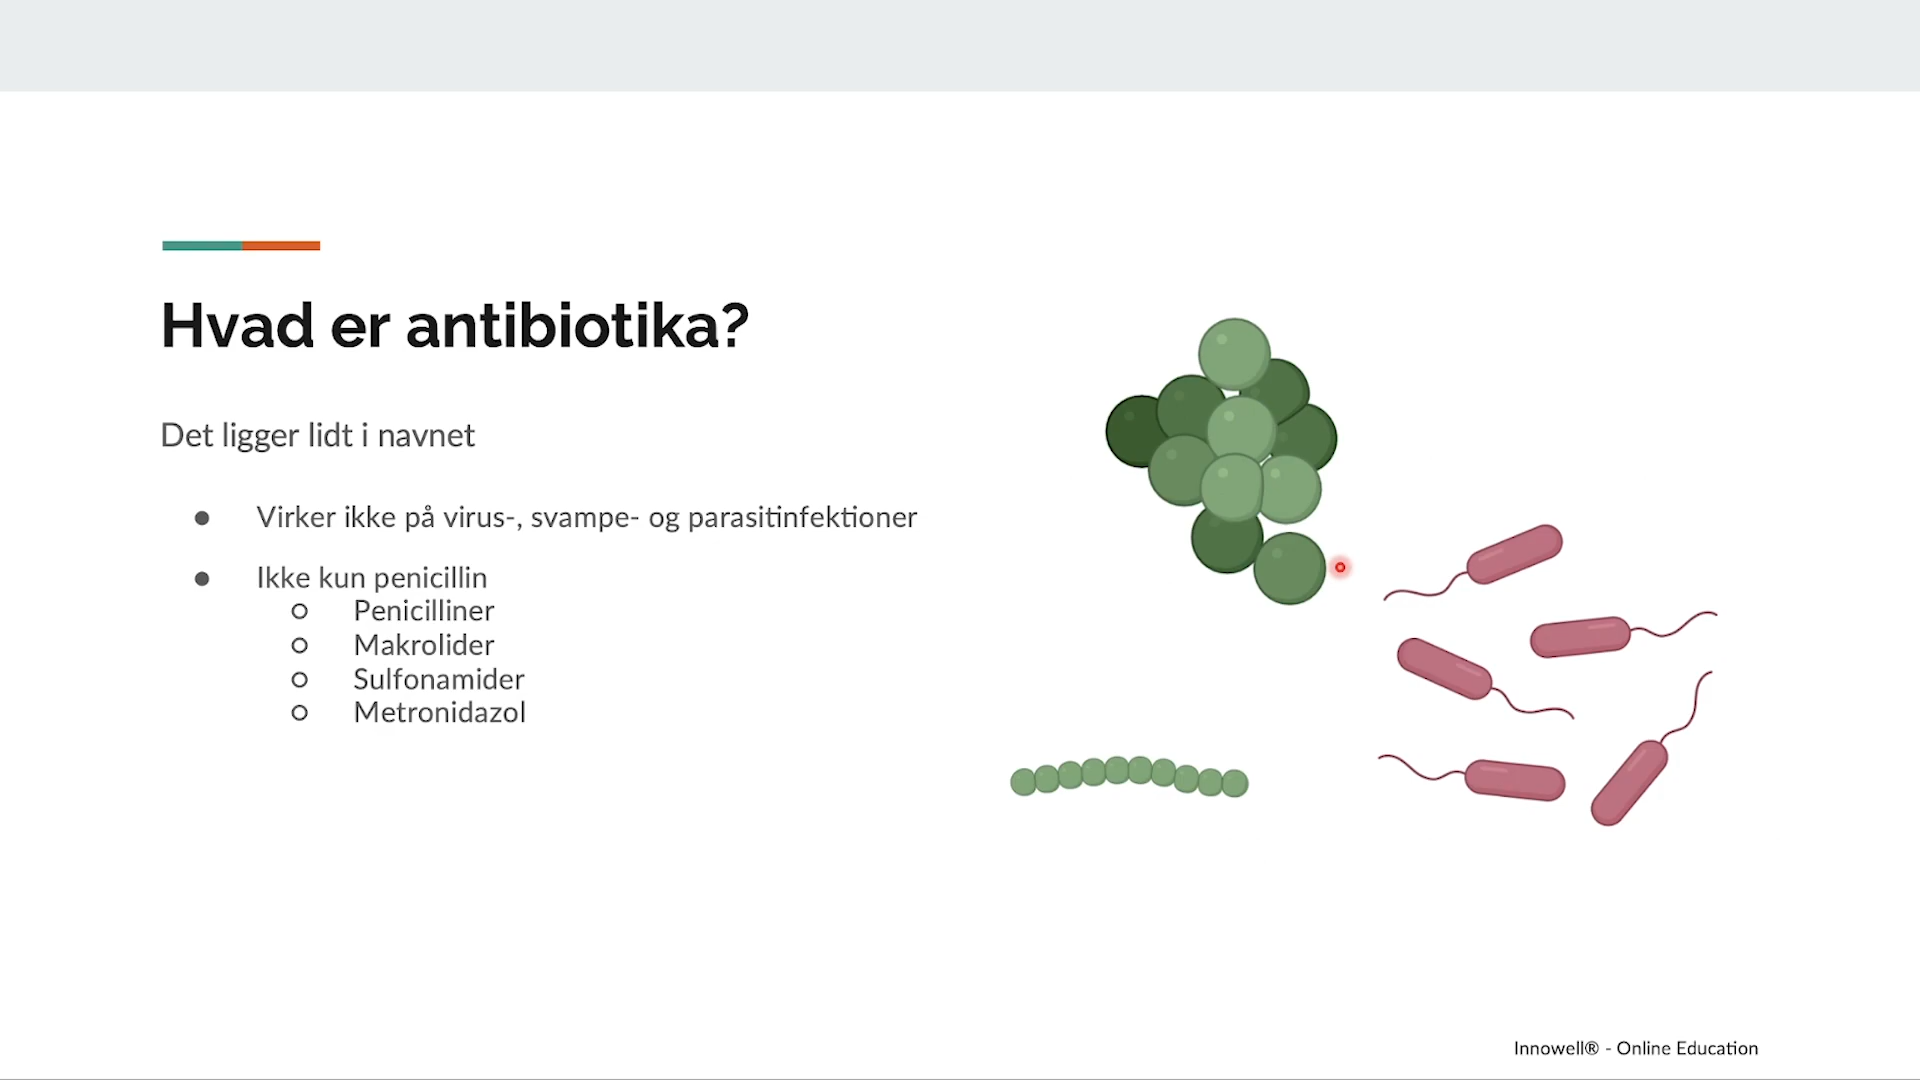 Hvad er antibiotika?
Det ligger lidt i navnet
● Virker ikke på virus-, svampe- og parasitinfektioner
● Ikke kun penicillin
○ Penicilliner
○ Makrolider
○ Sulfonamider
○ Metronidazol
Innowell® - Online Education